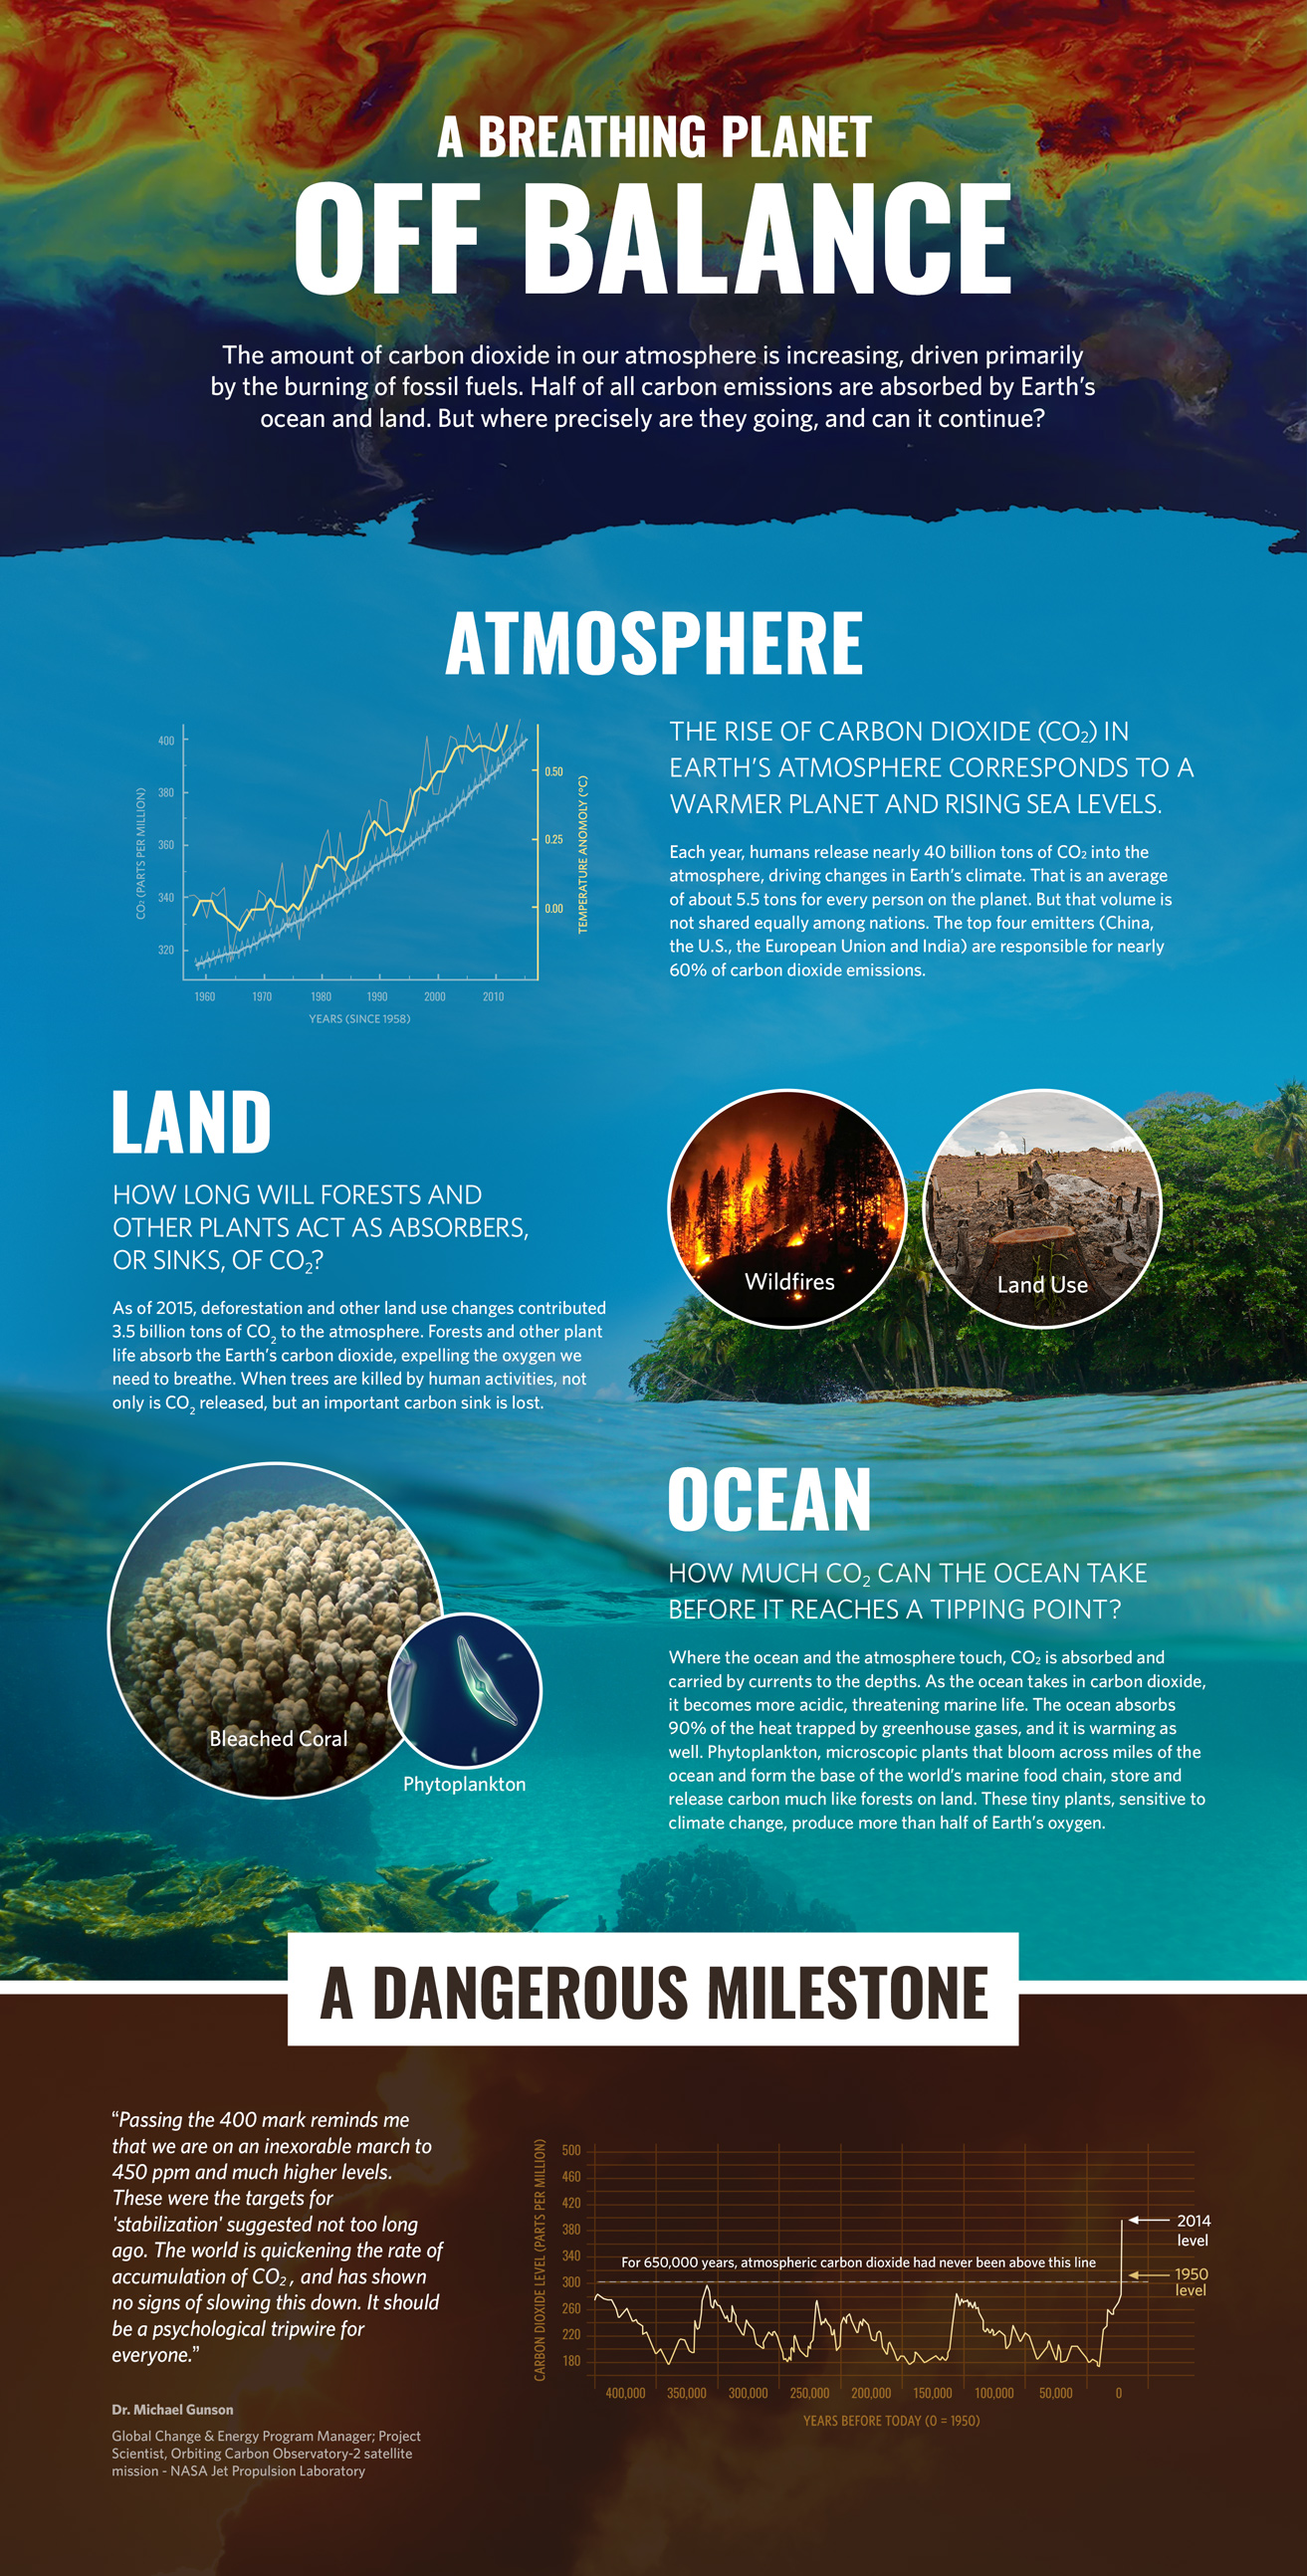 A BREATHING PLANET
OFF BALANCE
The amount of carbon dioxide in our atmosphere is increasing, driven primarily
by the burning of fossil fuels. Half of all carbon emissions are absorbed by Earth's
ocean and land. But where precisely are they going, and can it continue?
ATMOSPHERE
CO₂ (PARTS PER MILLION)
400
380
360
340
320
0.50
0.25
0.00
TEMPERATURE ANOMOLY (ºC)
1960 1970 1980 1990 2000 2010
YEARS (SINCE 1958)
THE RISE OF CARBON DIOXIDE (CO₂) IN
EARTH'S ATMOSPHERE CORRESPONDS TO A
WARMER PLANET AND RISING SEA LEVELS.
Each year, humans release nearly 40 billion tons of CO₂ into the
atmosphere, driving changes in Earth's climate. That is an average
of about 5.5 tons for every person on the planet. But that volume is
not shared equally among nations. The top four emitters (China,
the U.S., the European Union and India) are responsible for nearly
60% of carbon dioxide emissions.
LAND
HOW LONG WILL FORESTS AND
OTHER PLANTS ACT AS ABSORBERS,
OR SINKS, OF CO₂?
As of 2015, deforestation and other land use changes contributed
3.5 billion tons of CO₂ to the atmosphere. Forests and other plant
life absorb the Earth's carbon dioxide, expelling the oxygen we
need to breathe. When trees are killed by human activities, not
only is CO₂ released, but an important carbon sink is lost.
Wildfires
Land Use
Bleached Coral
Phytoplankton
OCEAN
HOW MUCH CO₂ CAN THE OCEAN TAKE
BEFORE IT REACHES A TIPPING POINT?
Where the ocean and the atmosphere touch, CO₂ is absorbed and
carried by currents to the depths. As the ocean takes in carbon dioxide,
it becomes more acidic, threatening marine life. The ocean absorbs
90% of the heat trapped by greenhouse gases, and it is warming as
well. Phytoplankton, microscopic plants that bloom across miles of the
ocean and form the base of the world's marine food chain, store and
release carbon much like forests on land. These tiny plants, sensitive to
climate change, produce more than half of Earth's oxygen.
A DANGEROUS MILESTONE
“Passing the 400 mark reminds me
that we are on an inexorable march to
450 ppm and much higher levels.
These were the targets for
'stabilization' suggested not too long
ago. The world is quickening the rate of
accumulation of CO₂ , and has shown
no signs of slowing this down. It should
be a psychological tripwire for
everyone.”
Dr. Michael Gunson
Global Change & Energy Program Manager; Project
Scientist, Orbiting Carbon Observatory-2 satellite
mission - NASA Jet Propulsion Laboratory
CARBON DIOXIDE LEVEL (PARTS PER MILLION)
500
460
420
380
340
300
260
220
180
For 650,000 years, atmospheric carbon dioxide had never been above this line
2014
level
1950
level
400,000 350,000 300,000 250,000 200,000 150,000 100,000 50,000 0
YEARS BEFORE TODAY (0 = 1950)